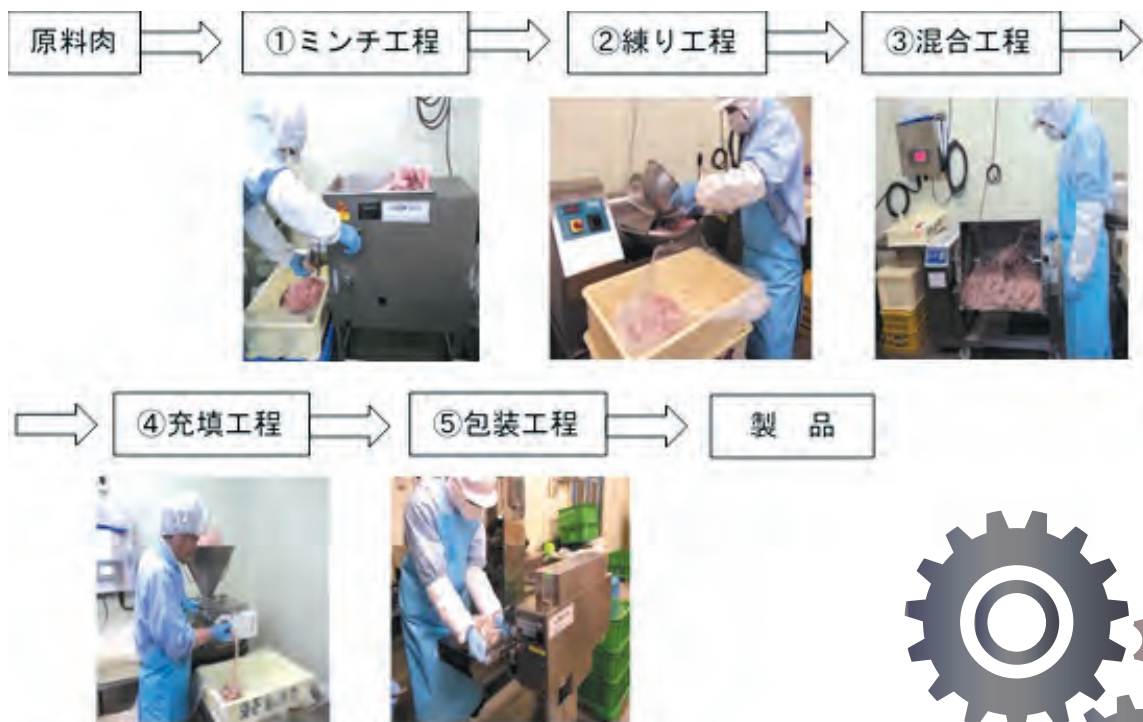 原料肉
①ミンチ工程
②練り工程
③混合工程
④充填工程
⑤包装工程
製　品